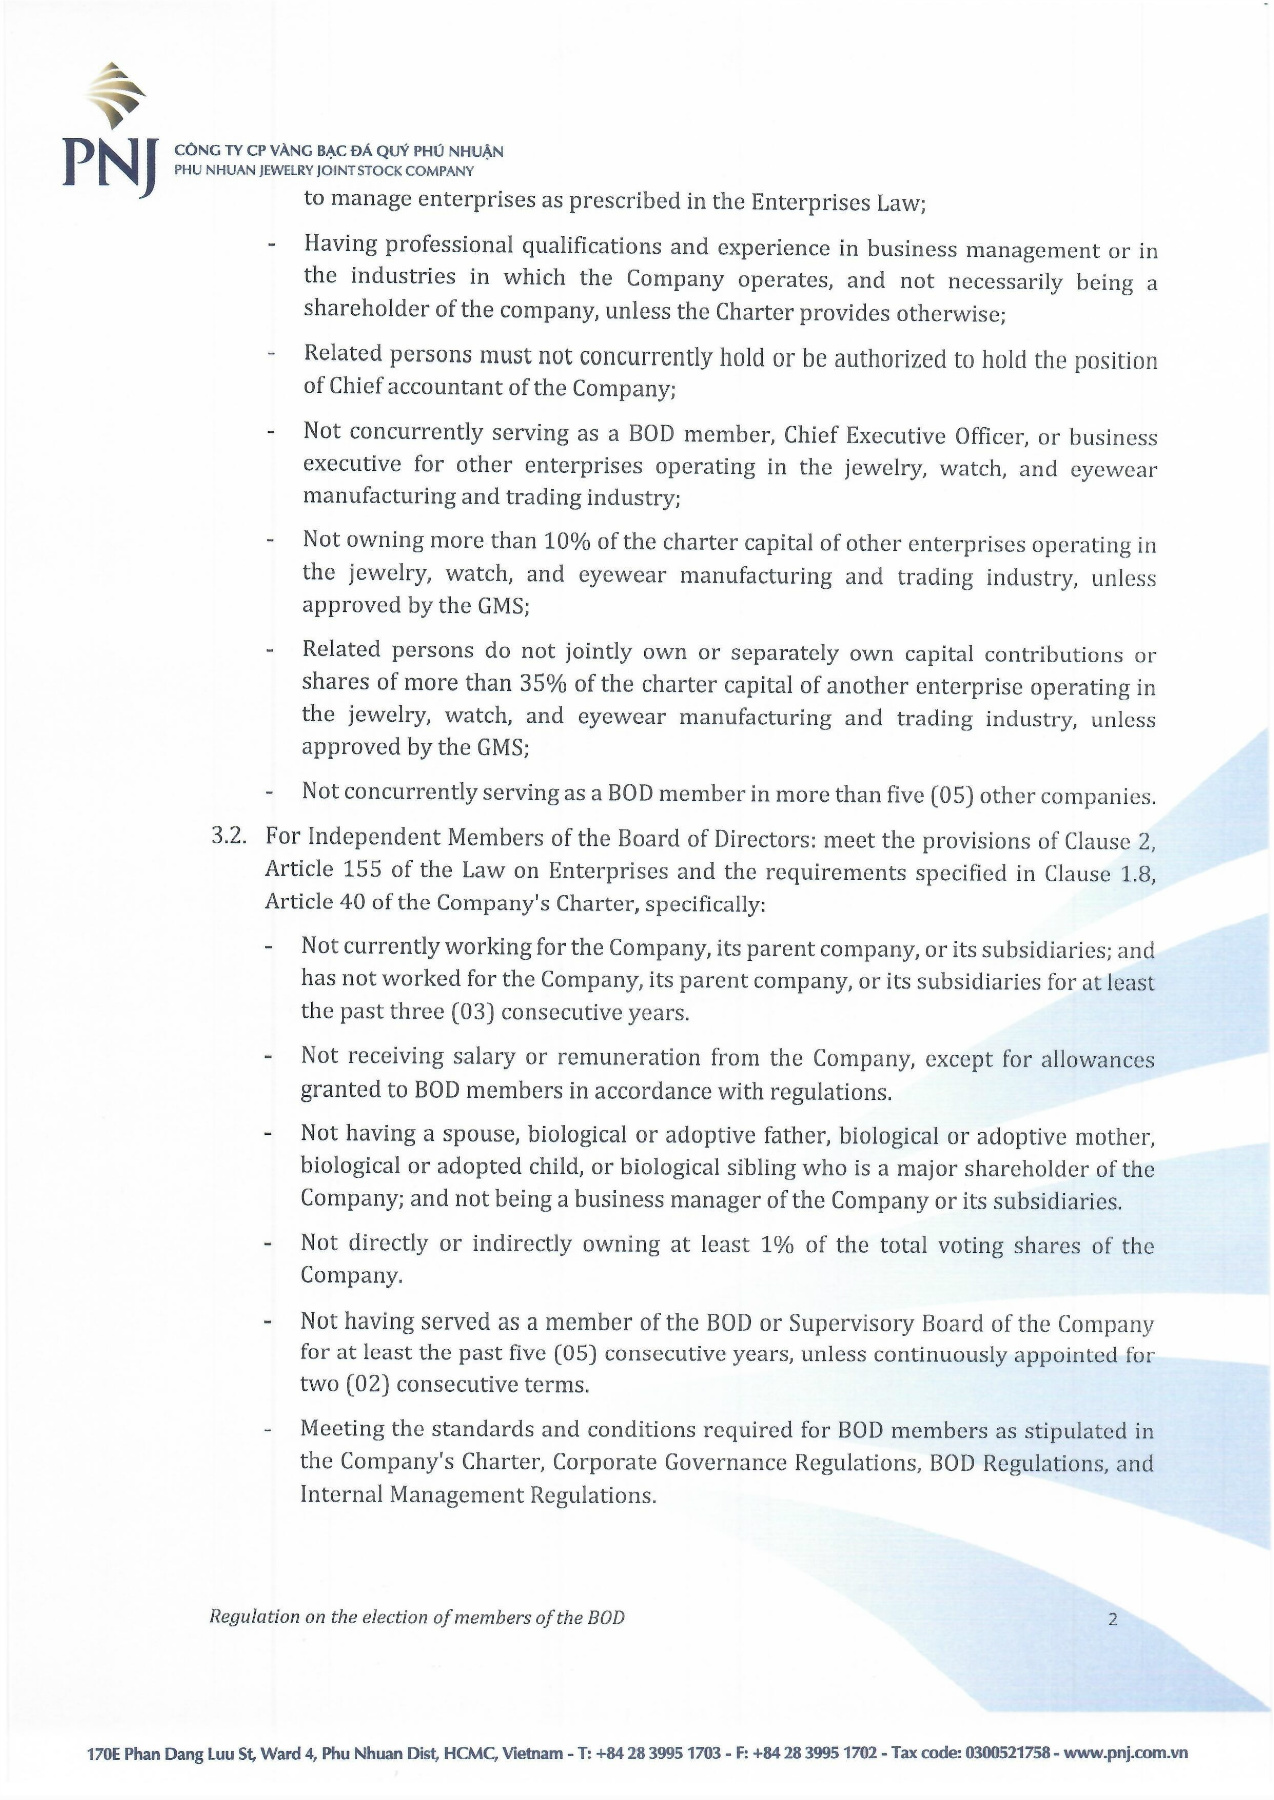 PNJ
CÔNG TY CP VÀNG BẠC ĐÁ QUÝ PHÚ NHUẬN
PHU NHUAN JEWELRY JOINT STOCK COMPANY
to manage enterprises as prescribed in the Enterprises Law;
- Having professional qualifications and experience in business management or in
the industries in which the Company operates, and not necessarily being a
shareholder of the company, unless the Charter provides otherwise;
- Related persons must not concurrently hold or be authorized to hold the position
of Chief accountant of the Company;
- Not concurrently serving as a BOD member, Chief Executive Officer, or business
executive for other enterprises operating in the jewelry, watch, and eyewear
manufacturing and trading industry;
- Not owning more than 10% of the charter capital of other enterprises operating in
the jewelry, watch, and eyewear manufacturing and trading industry, unless
approved by the GMS;
- Related persons do not jointly own or separately own capital contributions or
shares of more than 35% of the charter capital of another enterprise operating in
the jewelry, watch, and eyewear manufacturing and trading industry, unless
approved by the GMS;
- Not concurrently serving as a BOD member in more than five (05) other companies.
3.2. For Independent Members of the Board of Directors: meet the provisions of Clause 2,
Article 155 of the Law on Enterprises and the requirements specified in Clause 1.8,
Article 40 of the Company's Charter, specifically:
- Not currently working for the Company, its parent company, or its subsidiaries; and
has not worked for the Company, its parent company, or its subsidiaries for at least
the past three (03) consecutive years.
- Not receiving salary or remuneration from the Company, except for allowances
granted to BOD members in accordance with regulations.
- Not having a spouse, biological or adoptive father, biological or adoptive mother,
biological or adopted child, or biological sibling who is a major shareholder of the
Company; and not being a business manager of the Company or its subsidiaries.
- Not directly or indirectly owning at least 1% of the total voting shares of the
Company.
- Not having served as a member of the BOD or Supervisory Board of the Company
for at least the past five (05) consecutive years, unless continuously appointed for
two (02) consecutive terms.
- Meeting the standards and conditions required for BOD members as stipulated in
the Company's Charter, Corporate Governance Regulations, BOD Regulations, and
Internal Management Regulations.
Regulation on the election of members of the BOD 2
170E Phan Dang Luu St, Ward 4, Phu Nhuan Dist, HCMC, Vietnam - T: +84 28 3995 1703 - F: +84 28 3995 1702 - Tax code: 0300521758 - www.pnj.com.vn